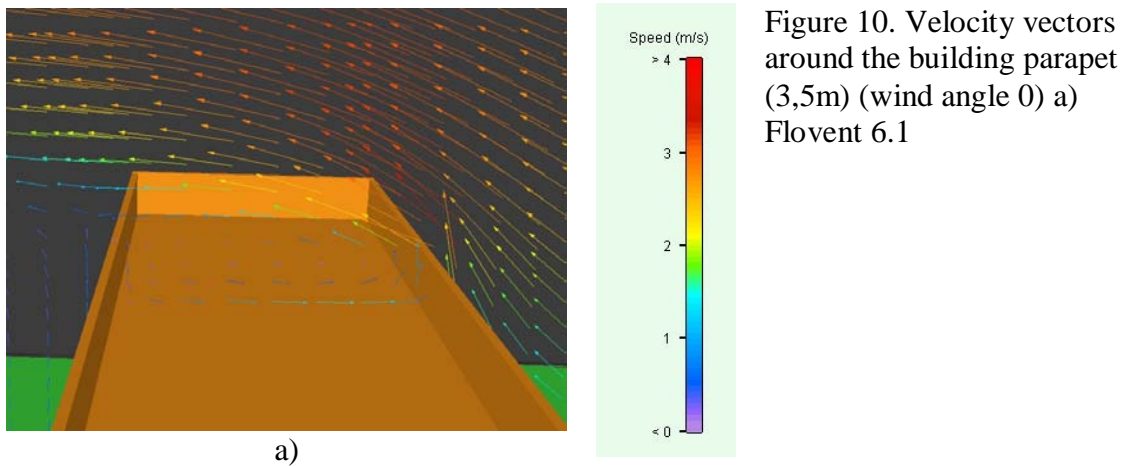 Speed (m/s)
> 4
3
2
1
< 0
Figure 10. Velocity vectors
around the building parapet
(3,5m) (wind angle 0) a)
Flovent 6.1
a)